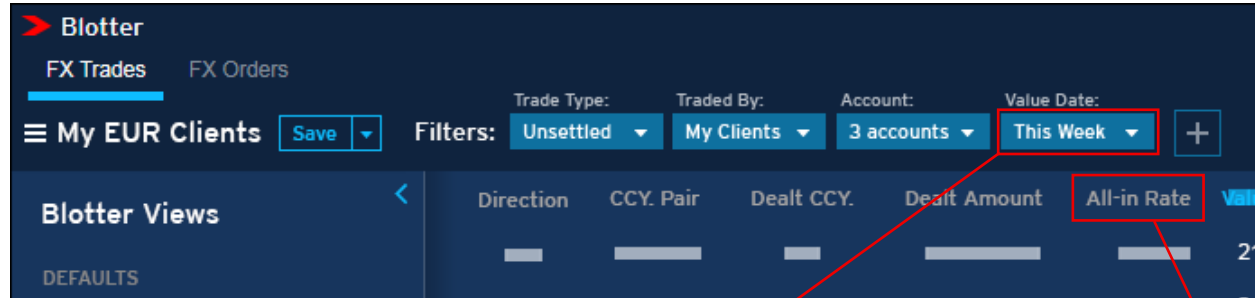 Blotter
FX Trades FX Orders
Trade Type: Traded By: Account: Value Date:
My EUR Clients Save Filters: Unsettled My Clients 3 accounts This Week +
Blotter Views
Direction CCY. Pair Dealt CCY. Dealt Amount All-in Rate
DEFAULTS